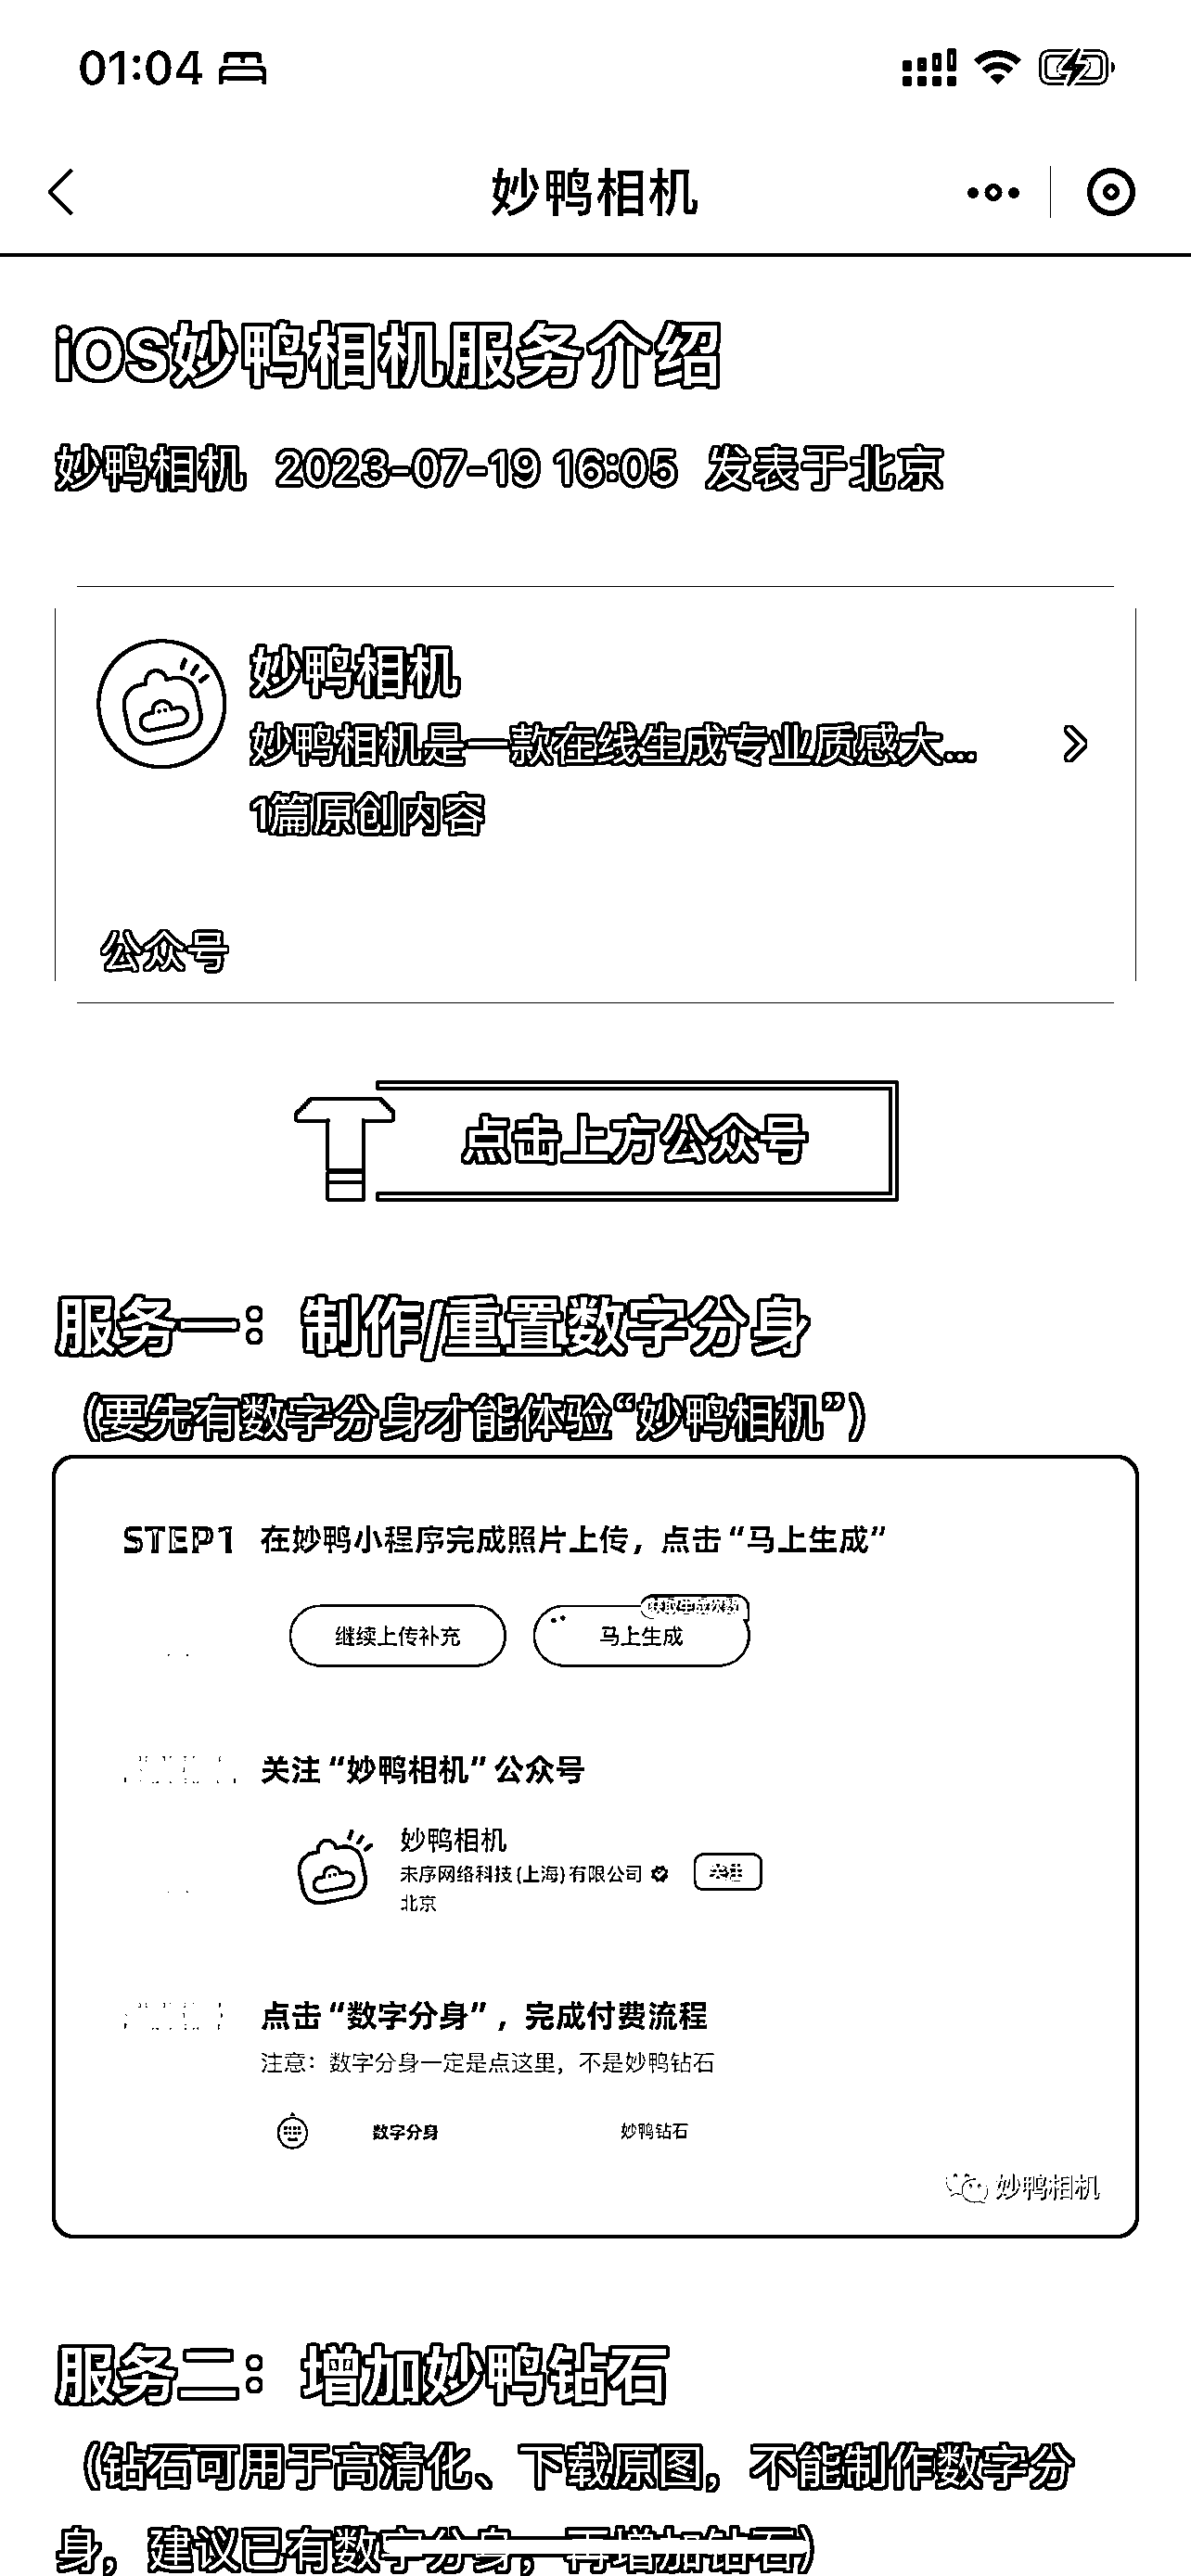 01:04
妙鸭相机
iOS妙鸭相机服务介绍
妙鸭相机 2023-07-19 16:05 发表于北京
妙鸭相机
妙鸭相机是一款在线生成专业质感大...
1篇原创内容
公众号
点击上方公众号
服务一：制作/重置数字分身
（要先有数字分身才能体验“妙鸭相机”）
STEP1 在妙鸭小程序完成照片上传，点击“马上生成”
获取生成次数
继续上传补充 马上生成
关注“妙鸭相机”公众号
妙鸭相机
未序网络科技(上海)有限公司 关注
北京
点击“数字分身”，完成付费流程
注意：数字分身一定是点这里，不是妙鸭钻石
数字分身 妙鸭钻石
妙鸭相机
服务二：增加妙鸭钻石
（钻石可用于高清化、下载原图，不能制作数字分
身，建议已有数字分身，再增加钻石）